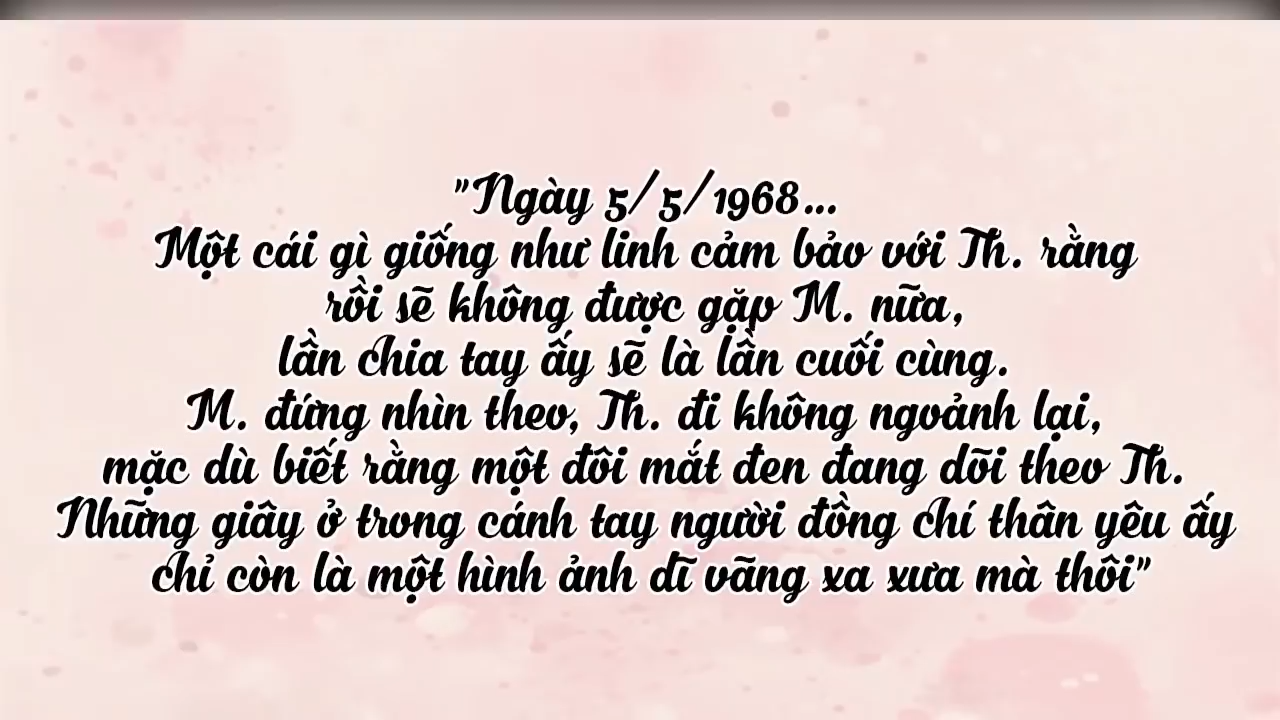 "Ngày 5/5/1968...
Một cái gì giống như linh cảm bảo với Th. rằng
rồi sẽ không được gặp M. nữa,
lần chia tay ấy sẽ là lần cuối cùng.
M. đứng nhìn theo, Th. đi không ngoảnh lại,
mặc dù biết rằng một đôi mắt đen đang dõi theo Th.
Những giây ở trong cánh tay người đồng chí thân yêu ấy
chỉ còn là một hình ảnh dĩ vãng xa xưa mà thôi"